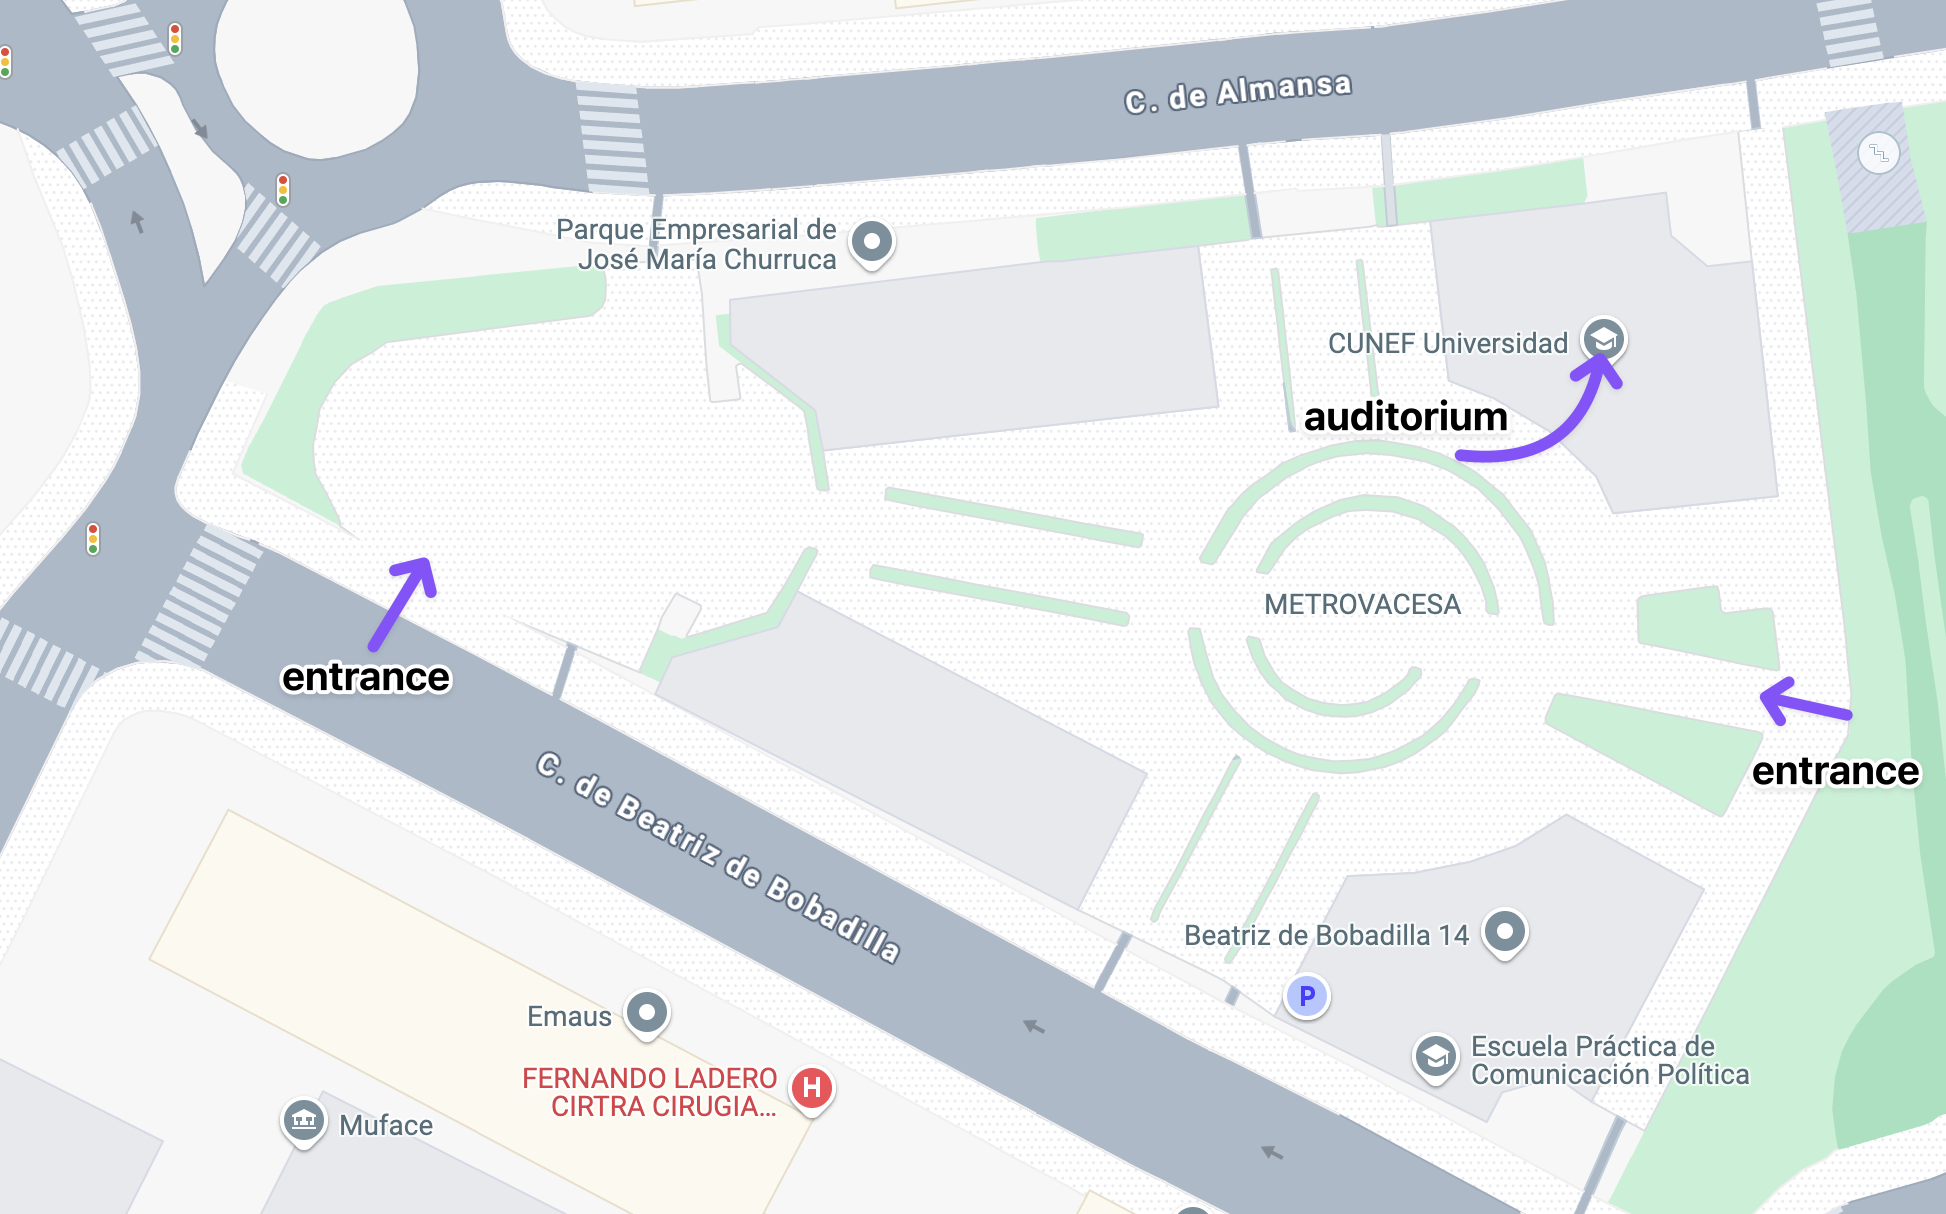 C. de Almansa
Parque Empresarial de
José María Churruca
CUNEF Universidad
auditorium
METROVACESA
entrance
entrance
C. de Beatriz de Bobadilla
Beatriz de Bobadilla 14
P
Emaus
Escuela Práctica de
Comunicación Política
FERNANDO LADERO
CIRTRA CIRUGIA...
H
Muface